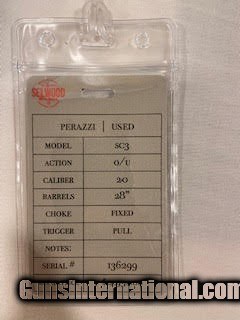 SELWOOD
PERAZZI | USED
MODEL SC3
ACTION O/U
CALIBER 20
BARRELS 28"
CHOKE FIXED
TRIGGER PULL
NOTES:
SERIAL # 136299
GunsInternational.com